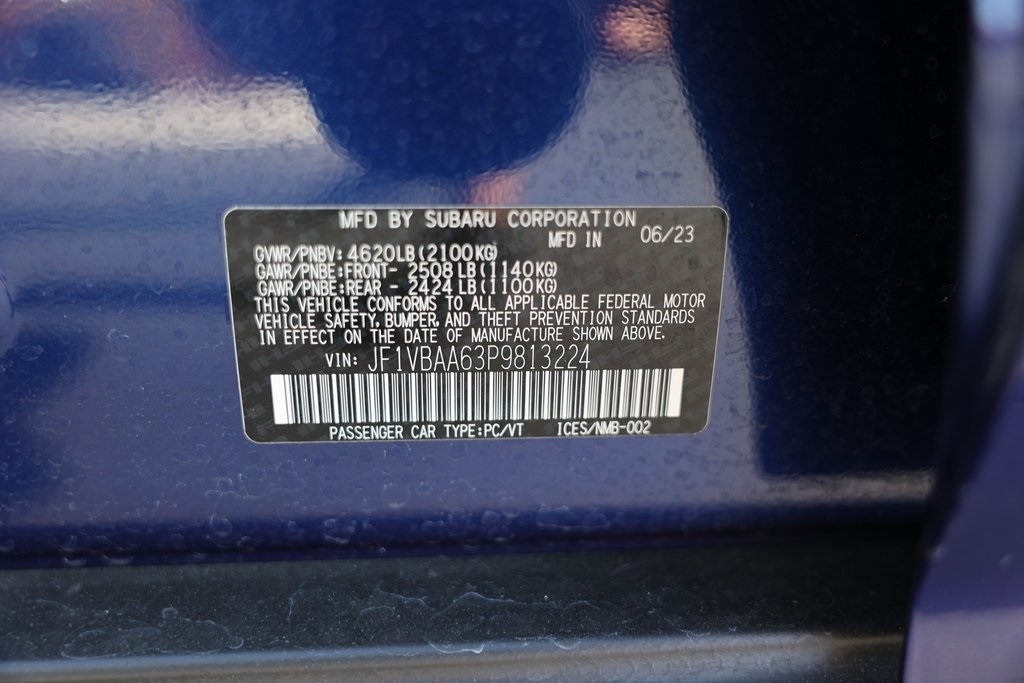 MFD BY SUBARU CORPORATION
MFD IN 06/23
GVWR/PNBV: 4620LB(2100KG)
GAWR/PNBE:FRONT- 2508LB(1140KG)
GAWR/PNBE:REAR - 2424LB(1100KG)
THIS VEHICLE CONFORMS TO ALL APPLICABLE FEDERAL MOTOR
VEHICLE SAFETY, BUMPER, AND THEFT PREVENTION STANDARDS
IN EFFECT ON THE DATE OF MANUFACTURE SHOWN ABOVE.
VIN: JF1VBAA63P9813224
PASSENGER CAR TYPE:PC/VT ICES/NMB-002